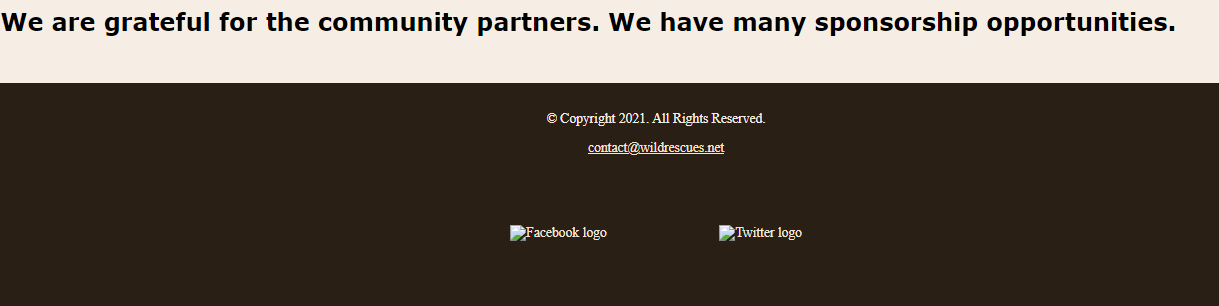 We are grateful for the community partners. We have many sponsorship opportunities.
© Copyright 2021. All Rights Reserved.
contact@wildrescues.net
Facebook logo
Twitter logo